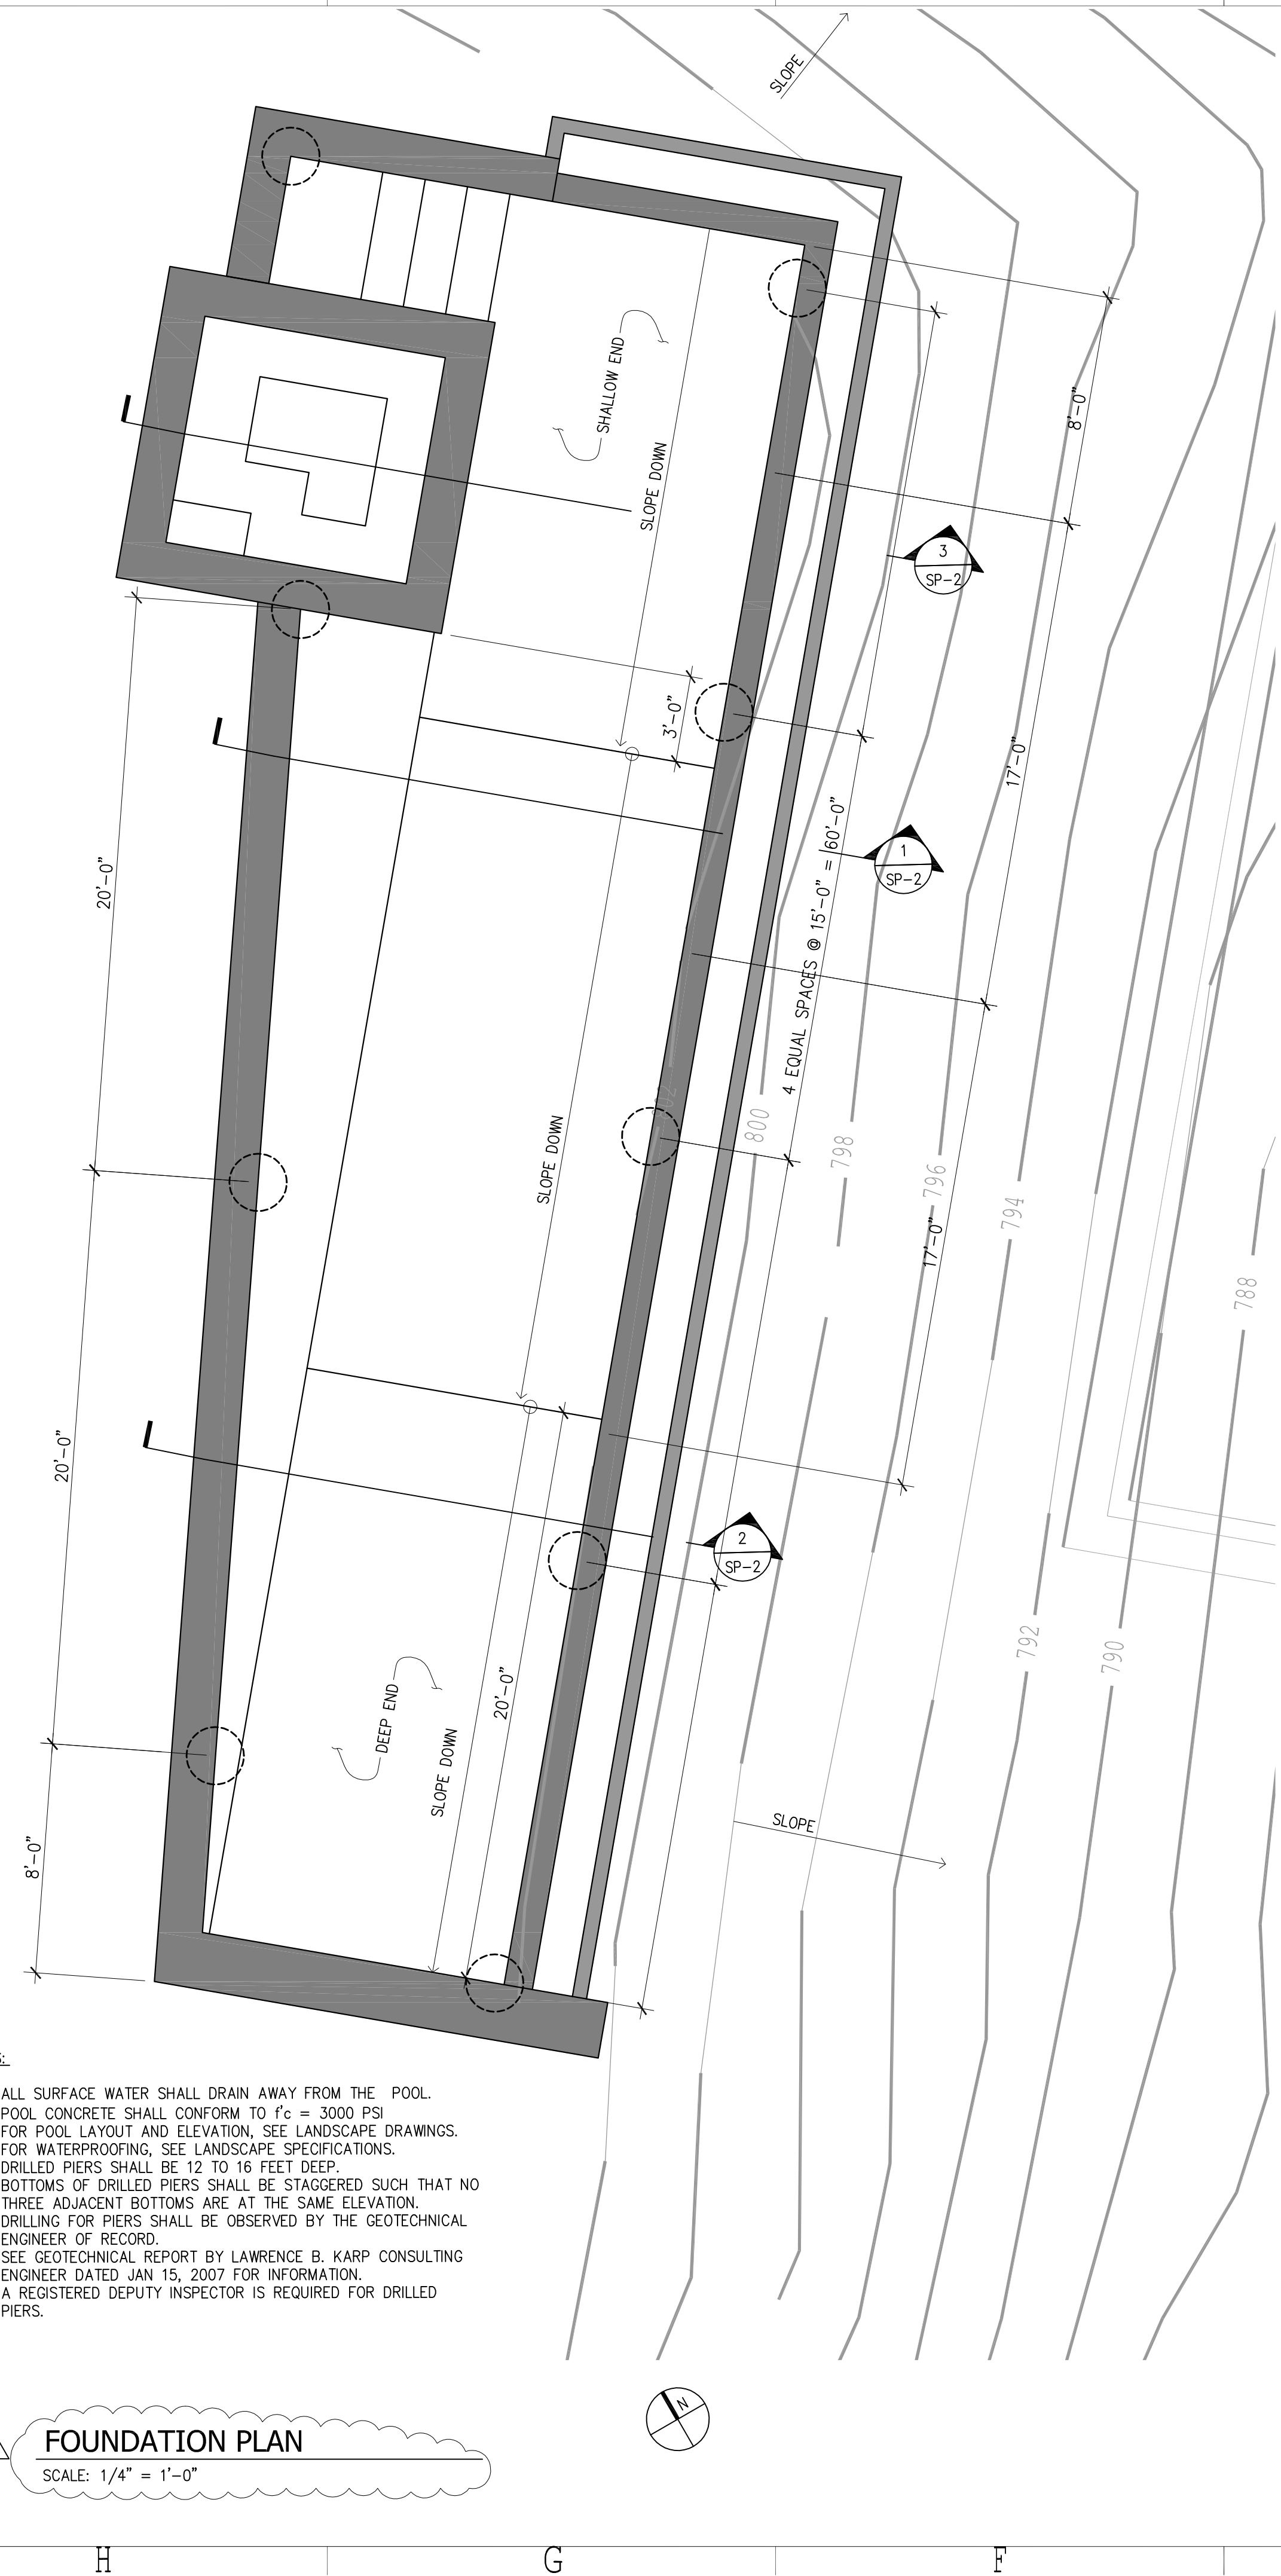 SLOPE
SHALLOW END
SLOPE DOWN
8'-0"
3
SP-2
3'-0"
17'-0"
1
SP-2
20'-0"
4 EQUAL SPACES @ 15'-0" = 60'-0"
SLOPE DOWN
800
798
796
794
17'-0"
788
20'-0"
2
SP-2
792
790
20'-0"
DEEP END
SLOPE DOWN
SLOPE
8'-0"
ALL SURFACE WATER SHALL DRAIN AWAY FROM THE POOL.
POOL CONCRETE SHALL CONFORM TO f'c = 3000 PSI
FOR POOL LAYOUT AND ELEVATION, SEE LANDSCAPE DRAWINGS.
FOR WATERPROOFING, SEE LANDSCAPE SPECIFICATIONS.
DRILLED PIERS SHALL BE 12 TO 16 FEET DEEP.
BOTTOMS OF DRILLED PIERS SHALL BE STAGGERED SUCH THAT NO
THREE ADJACENT BOTTOMS ARE AT THE SAME ELEVATION.
DRILLING FOR PIERS SHALL BE OBSERVED BY THE GEOTECHNICAL
ENGINEER OF RECORD.
SEE GEOTECHNICAL REPORT BY LAWRENCE B. KARP CONSULTING
ENGINEER DATED JAN 15, 2007 FOR INFORMATION.
A REGISTERED DEPUTY INSPECTOR IS REQUIRED FOR DRILLED
PIERS.
N
FOUNDATION PLAN
SCALE: 1/4" = 1'-0"
H
G
F